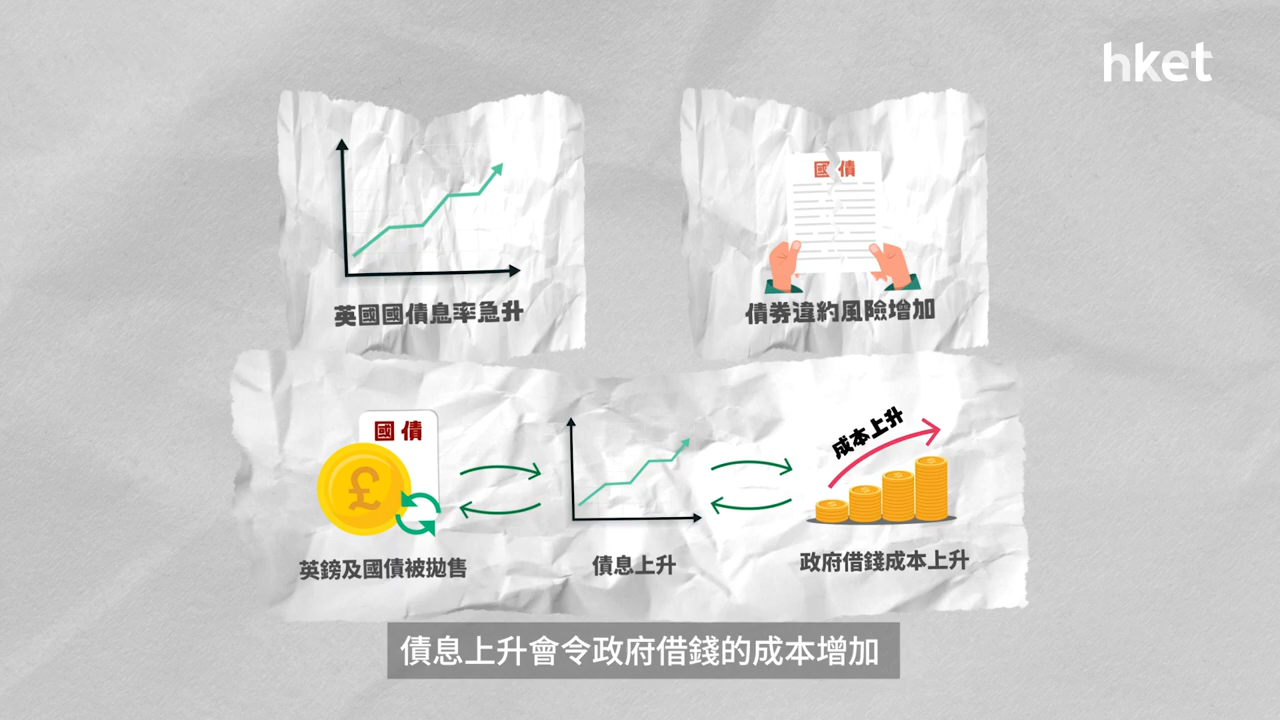 hket
國債
英國國債息率急升
債券違約風險增加
國債
£
成本上升
英鎊及國債被拋售
債息上升
政府借錢成本上升
債息上升會令政府借錢的成本增加